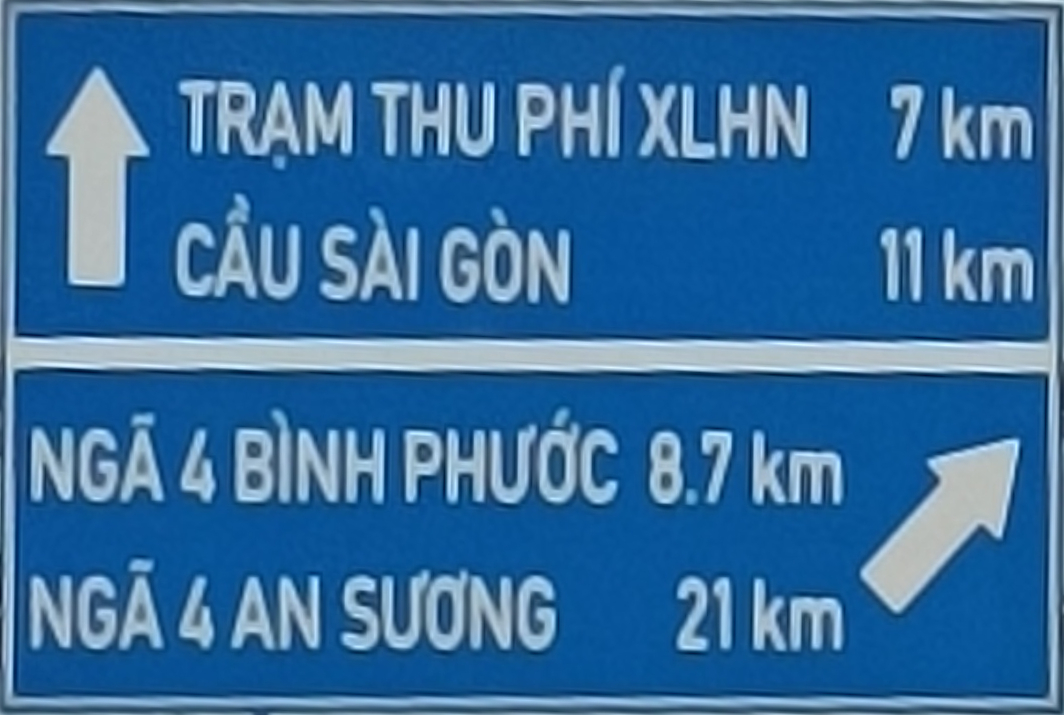 TRẠM THU PHÍ XLHN 7 km
CẦU SÀI GÒN 11 km
NGÃ 4 BÌNH PHƯỚC 8.7 km
NGÃ 4 AN SƯƠNG 21 km